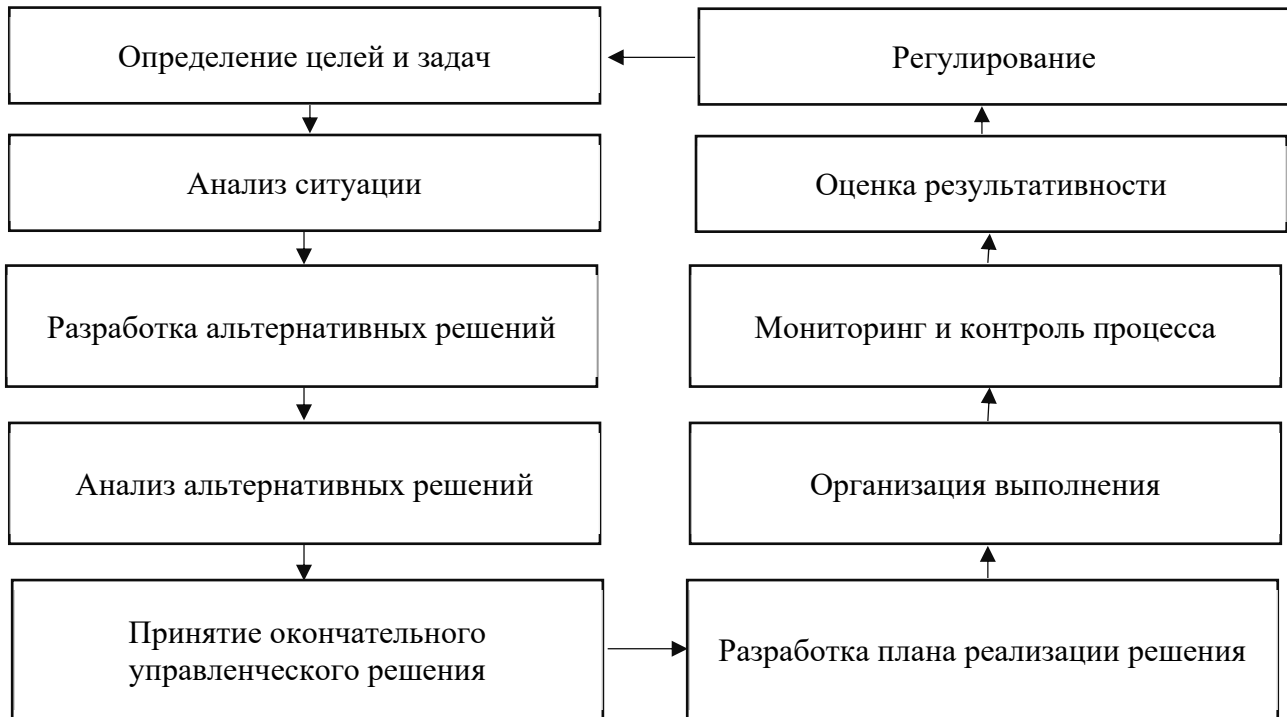 Определение целей и задач
Регулирование
Анализ ситуации
Оценка результативности
Разработка альтернативных решений
Мониторинг и контроль процесса
Анализ альтернативных решений
Организация выполнения
Принятие окончательного
управленческого решения
Разработка плана реализации решения